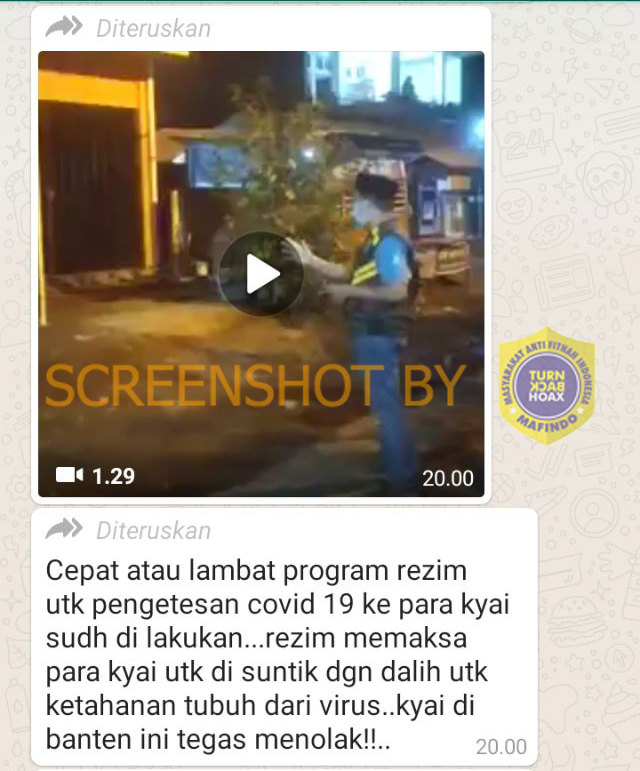 Diteruskan
SCREENSHOT BY
MASYARAKAT ANTI FITNAH INDONESIA
TURN
BACK
HOAX
MAFINDO
1.29
20.00
Diteruskan
Cepat atau lambat program rezim
utk pengetesan covid 19 ke para kyai
sudh di lakukan...rezim memaksa
para kyai utk di suntik dgn dalih utk
ketahanan tubuh dari virus..kyai di
banten ini tegas menolak!!..
20.00